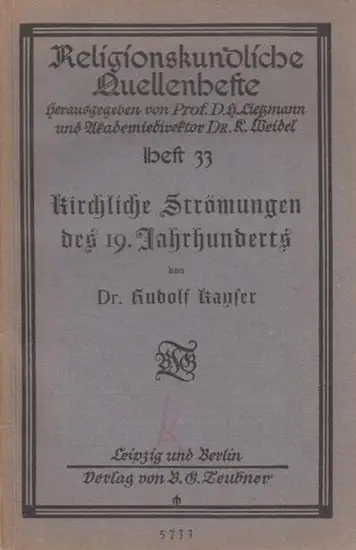 Religionskundliche
Quellenhefte
Herausgegeben von Prof. D. H. Lietzmann
und Akademiedirektor Dr. K. Weidel
Heft 33
Kirchliche Strömungen
des 19. Jahrhunderts
von
Dr. Rudolf Kayser
BGT
Leipzig und Berlin
Verlag von B. G. Teubner
5733